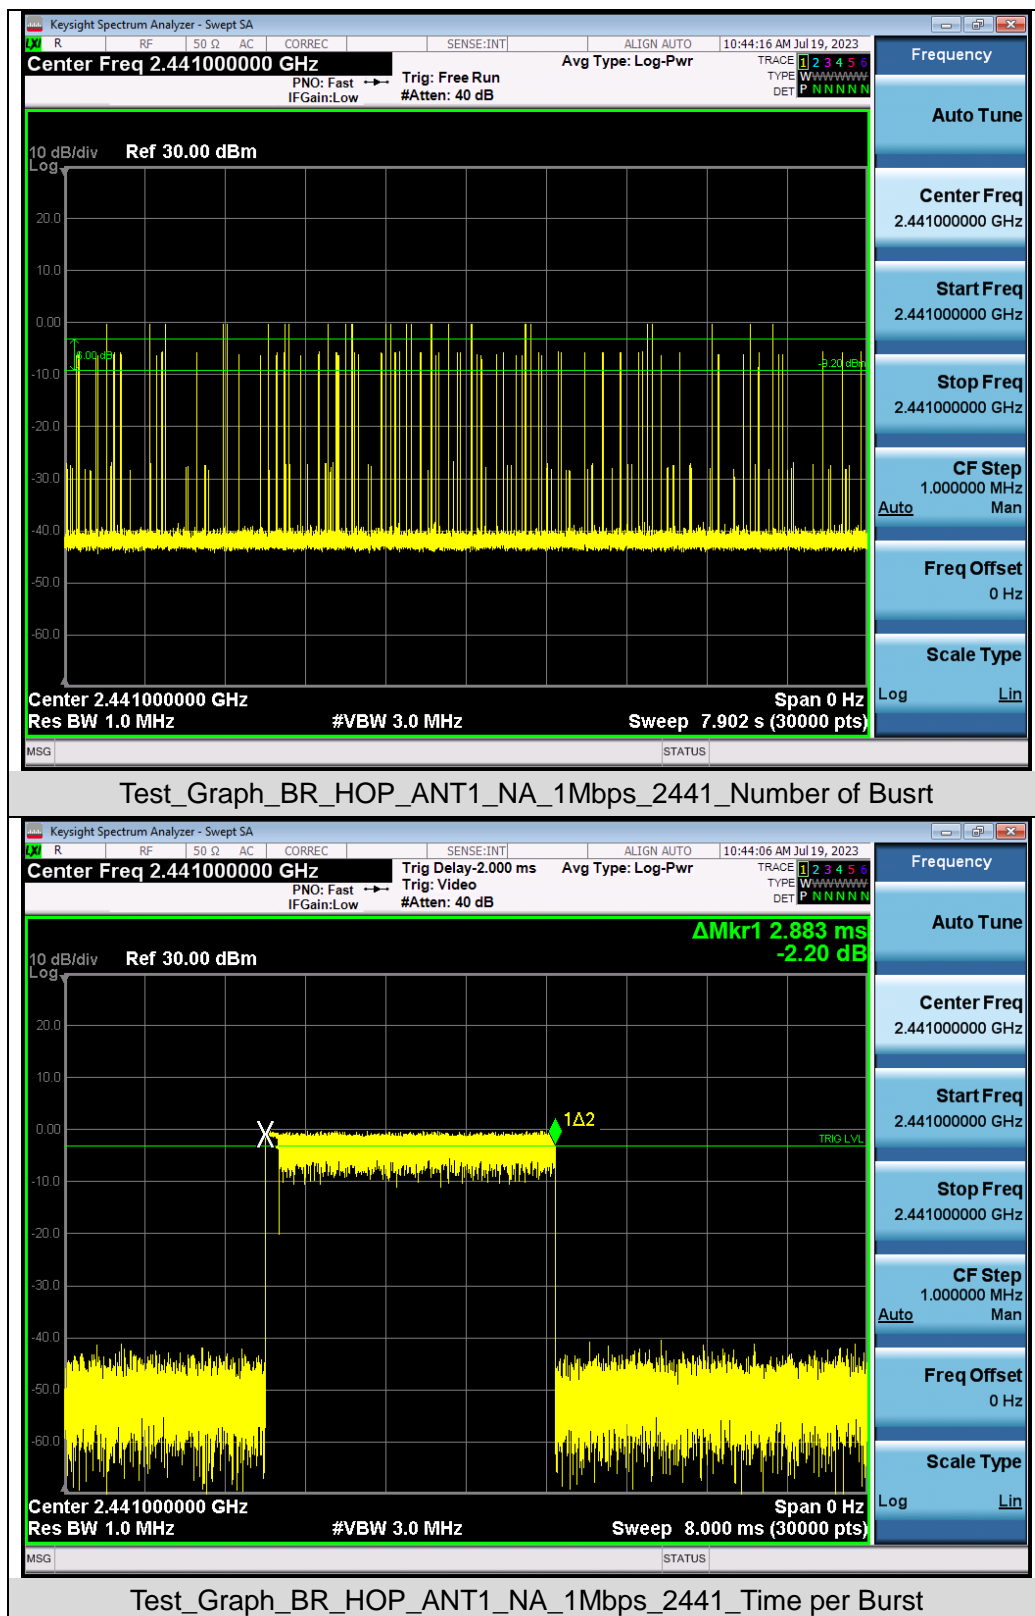 Keysight Spectrum Analyzer - Swept SA
LXI R RF 50 Ω AC CORREC SENSE:INT ALIGN AUTO 10:44:16 AM Jul 19, 2023
Center Freq 2.441000000 GHz
PNO: Fast
IFGain:Low
Trig: Free Run
#Atten: 40 dB
Avg Type: Log-Pwr
TRACE 1 2 3 4 5 6
TYPE WWWWWW
DET P N N N N N
10 dB/div Ref 30.00 dBm
Log
20.0
10.0
0.00
-10.0
-20.0
-30.0
-40.0
-50.0
-60.0
6.00 dB
-9.20 dBm
Center 2.441000000 GHz Span 0 Hz
Res BW 1.0 MHz #VBW 3.0 MHz Sweep 7.902 s (30000 pts)
MSG STATUS
Frequency
Auto Tune
Center Freq
2.441000000 GHz
Start Freq
2.441000000 GHz
Stop Freq
2.441000000 GHz
CF Step
1.000000 MHz
Auto Man
Freq Offset
0 Hz
Scale Type
Log Lin
Test_Graph_BR_HOP_ANT1_NA_1Mbps_2441_Number of Busrt
Keysight Spectrum Analyzer - Swept SA
LXI R RF 50 Ω AC CORREC SENSE:INT ALIGN AUTO 10:44:06 AM Jul 19, 2023
Center Freq 2.441000000 GHz
PNO: Fast
IFGain:Low
Trig Delay-2.000 ms
Trig: Video
#Atten: 40 dB
Avg Type: Log-Pwr
TRACE 1 2 3 4 5 6
TYPE WWWWWW
DET P N N N N N
ΔMkr1 2.883 ms
-2.20 dB
10 dB/div Ref 30.00 dBm
Log
20.0
10.0
0.00
-10.0
-20.0
-30.0
-40.0
-50.0
-60.0
X
1Δ2
TRIG LVL
Center 2.441000000 GHz Span 0 Hz
Res BW 1.0 MHz #VBW 3.0 MHz Sweep 8.000 ms (30000 pts)
MSG STATUS
Frequency
Auto Tune
Center Freq
2.441000000 GHz
Start Freq
2.441000000 GHz
Stop Freq
2.441000000 GHz
CF Step
1.000000 MHz
Auto Man
Freq Offset
0 Hz
Scale Type
Log Lin
Test_Graph_BR_HOP_ANT1_NA_1Mbps_2441_Time per Burst